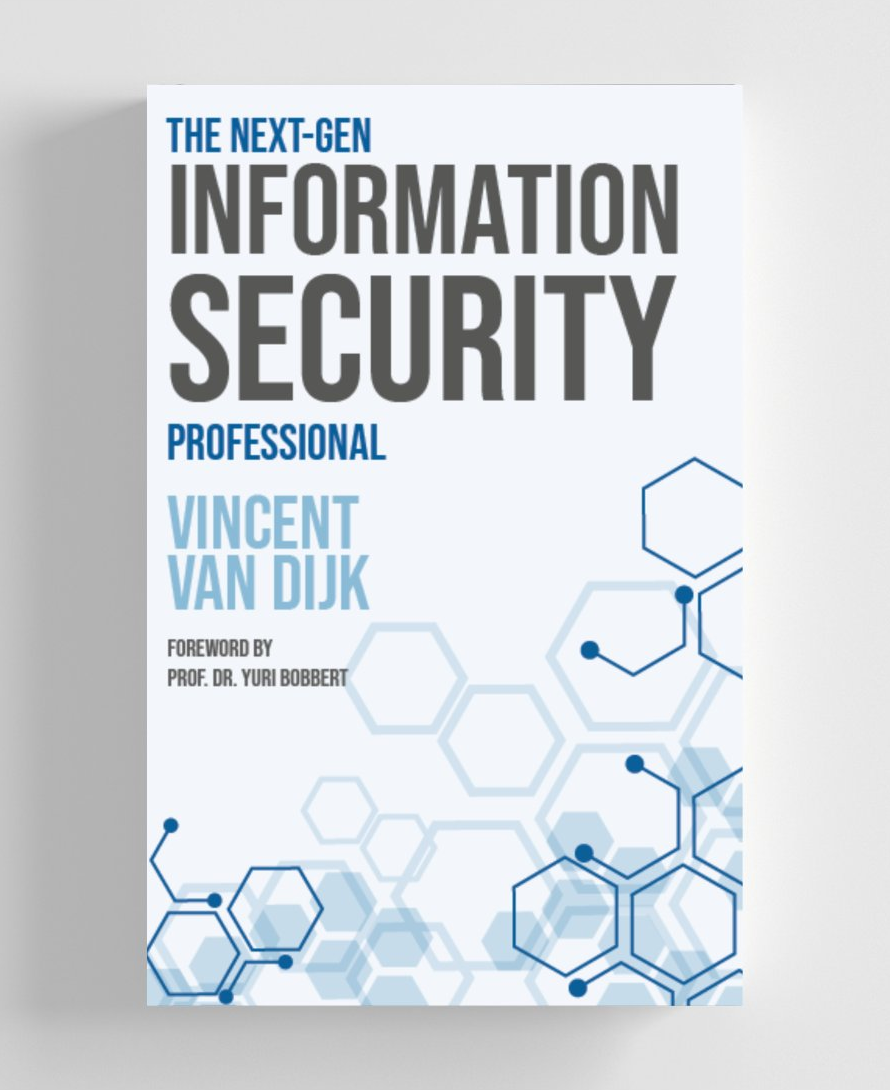 THE NEXT-GEN
INFORMATION
SECURITY
PROFESSIONAL
VINCENT
VAN DIJK
FOREWORD BY
PROF. DR. YURI BOBBERT